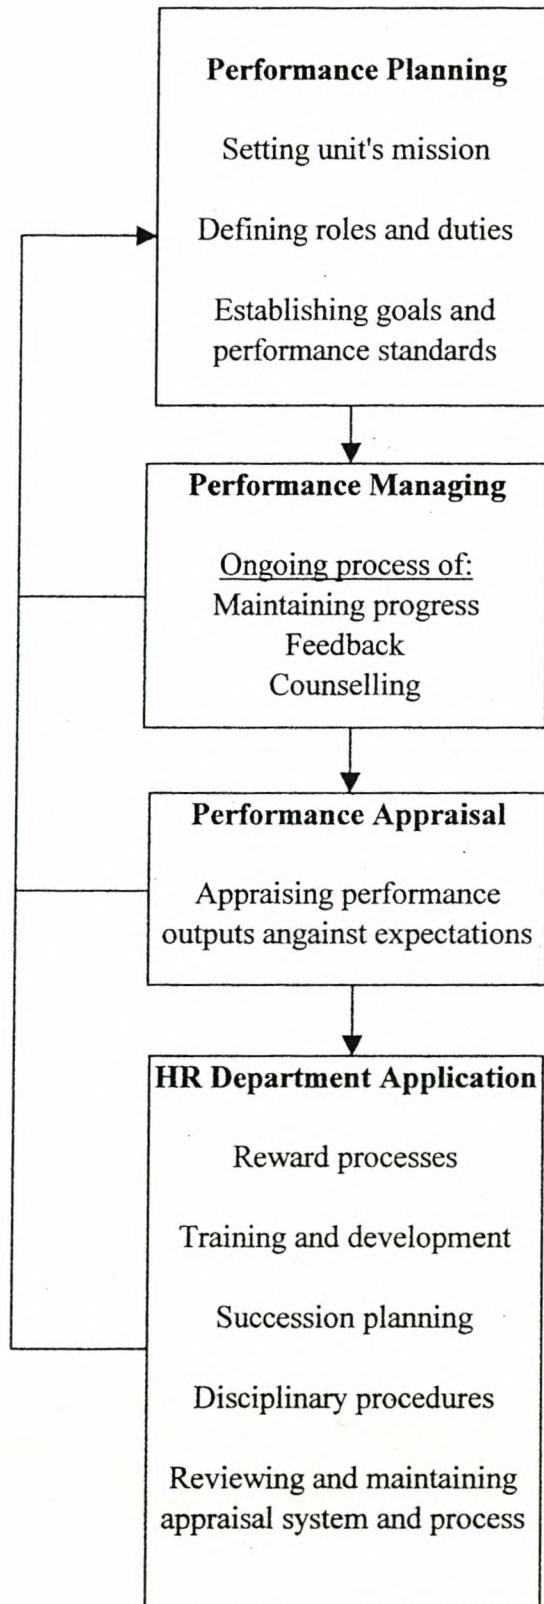 Performance Planning
Setting unit's mission
Defining roles and duties
Establishing goals and
performance standards
Performance Managing
Ongoing process of:
Maintaining progress
Feedback
Counselling
Performance Appraisal
Appraising performance
outputs angainst expectations
HR Department Application
Reward processes
Training and development
Succession planning
Disciplinary procedures
Reviewing and maintaining
appraisal system and process